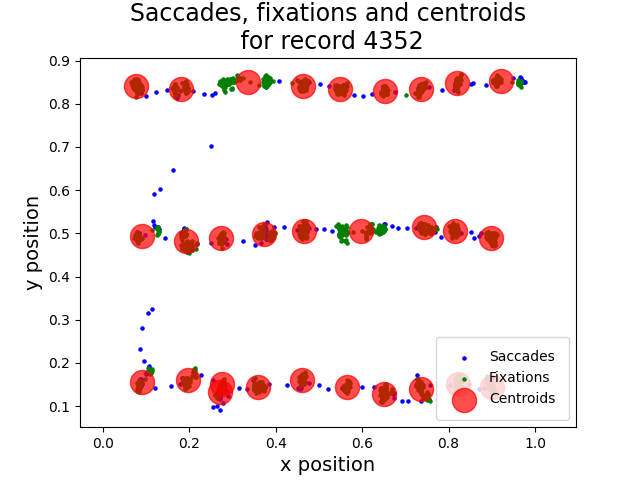 Saccades, fixations and centroids
for record 4352
0.9
0.8
0.7
0.6
0.5
0.4
0.3
0.2
0.1
y position
0.0
0.2
0.4
0.6
0.8
1.0
x position
Saccades
Fixations
Centroids